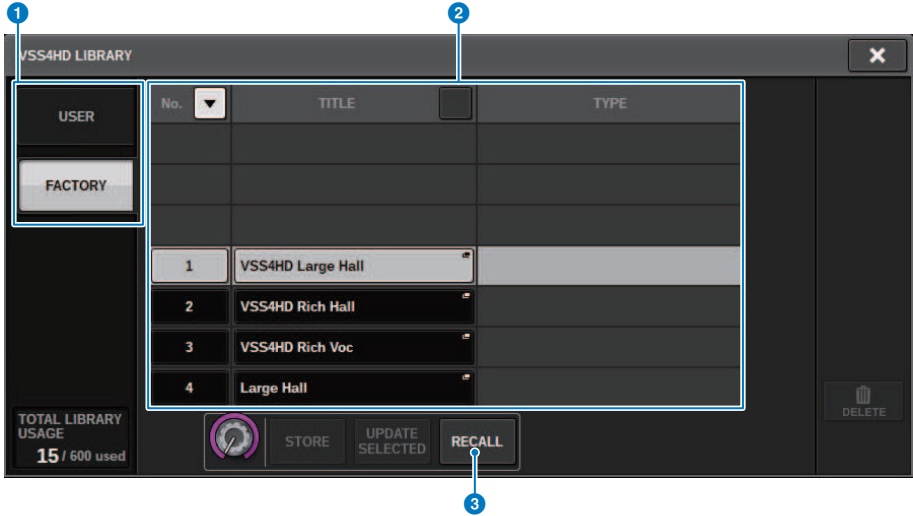 1
2
VSS4HD LIBRARY
USER
FACTORY
No.
TITLE
TYPE
1
VSS4HD Large Hall
2
VSS4HD Rich Hall
3
VSS4HD Rich Voc
4
Large Hall
TOTAL LIBRARY
USAGE
15 / 600 used
STORE
UPDATE
SELECTED
RECALL
DELETE
3